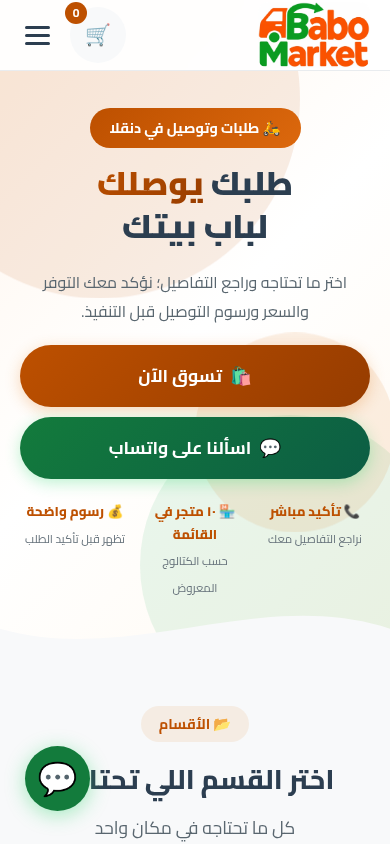 Babo
Market
0
طلبات وتوصيل في دنقلا
طلبك يوصلك
لباب بيتك
اختر ما تحتاجه وراجع التفاصيل؛ نؤكد معك التوفر
والسعر ورسوم التوصيل قبل التنفيذ.
تسوق الآن
اسألنا على واتساب
تأكيد مباشر
نراجع التفاصيل معك
١٠ متجر في
القائمة
حسب الكتالوج
المعروض
رسوم واضحة
تظهر قبل تأكيد الطلب
الأقسام
اختر القسم اللي
كل ما تحتاجه في مكان واحد